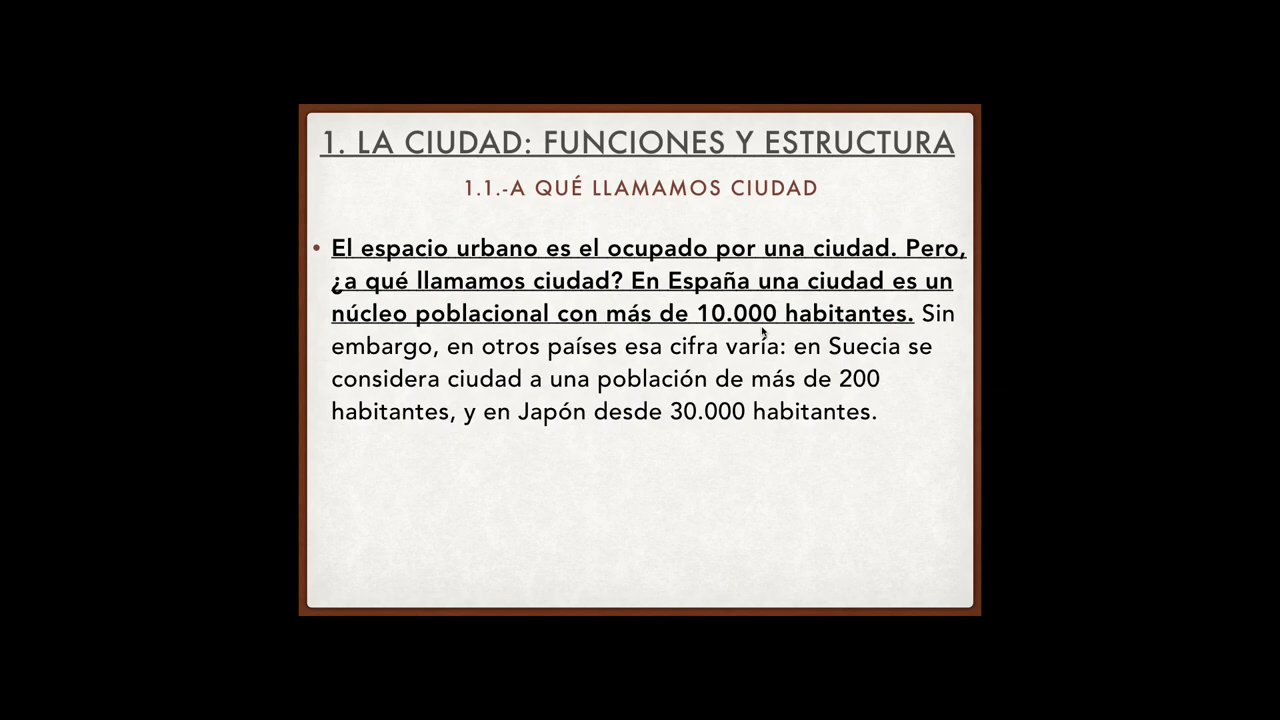 1. LA CIUDAD: FUNCIONES Y ESTRUCTURA
1.1.-A QUÉ LLAMAMOS CIUDAD
• El espacio urbano es el ocupado por una ciudad. Pero,
¿a qué llamamos ciudad? En España una ciudad es un
núcleo poblacional con más de 10.000 habitantes. Sin
embargo, en otros países esa cifra varía: en Suecia se
considera ciudad a una población de más de 200
habitantes, y en Japón desde 30.000 habitantes.